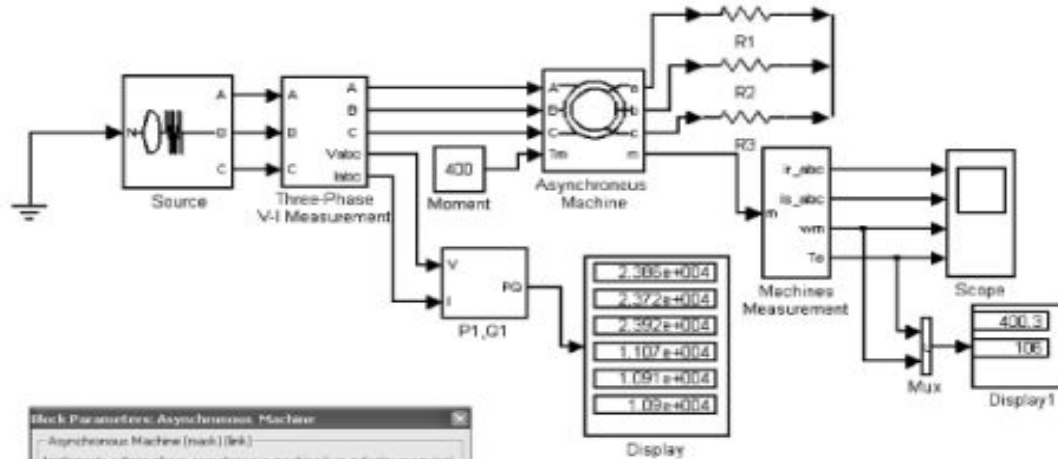 N
A
B
C
Source
A
B
C
A
B
C
Vabc
Iabc
Three-Phase
V-I Measurement
400
Moment
A
B
C
Tm
a
b
c
m
Asynchronous
Machine
R1
R2
R3
m
ir_abc
is_abc
wm
Te
Machines
Measurement
Scope
V
I
PQ
P1,Q1
2.386e+004
2.372e+004
2.392e+004
1.107e+004
1.091e+004
1.09e+004
Display
Mux
400.3
106
Display1
Block Parameters: Asynchronous Machine
Asynchronous Machine (mask) (link)